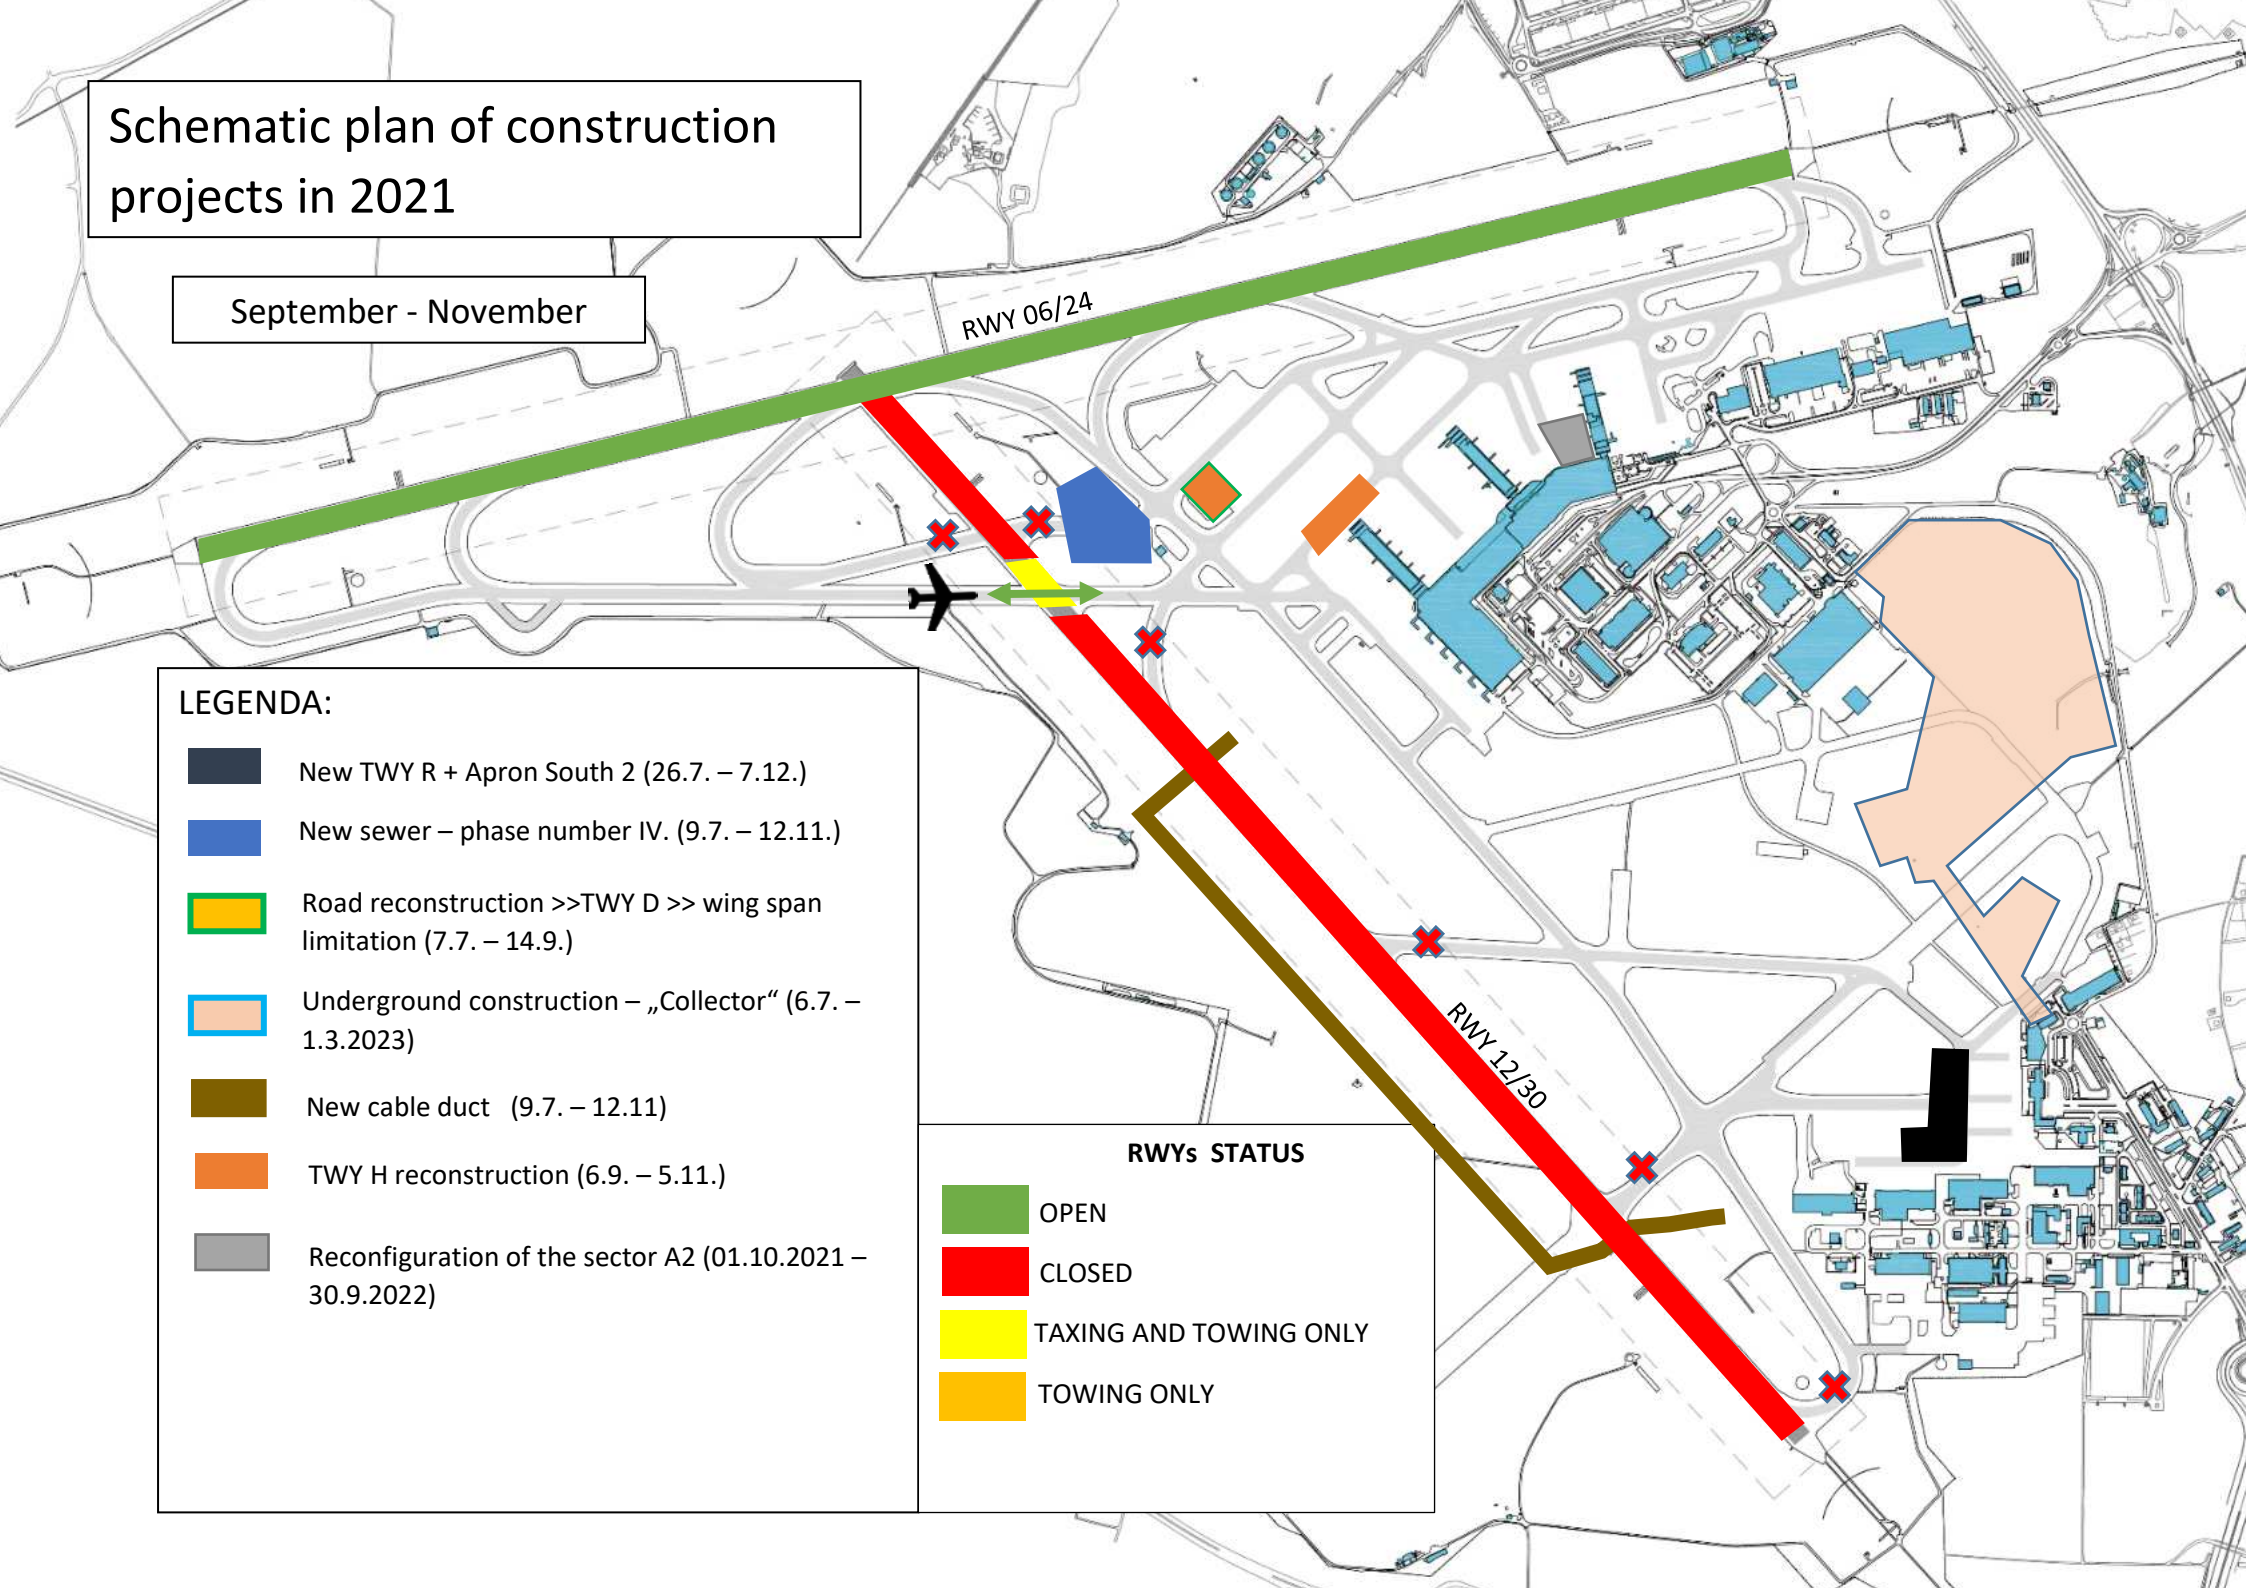 Schematic plan of construction
projects in 2021
September - November
RWY 06/24
LEGENDA:
New TWY R + Apron South 2 (26.7. – 7.12.)
New sewer – phase number IV. (9.7. – 12.11.)
Road reconstruction >>TWY D >> wing span
limitation (7.7. – 14.9.)
Underground construction – „Collector“ (6.7. –
1.3.2023)
New cable duct (9.7. – 12.11)
TWY H reconstruction (6.9. – 5.11.)
Reconfiguration of the sector A2 (01.10.2021 –
30.9.2022)
RWY 12/30
RWYs STATUS
OPEN
CLOSED
TAXING AND TOWING ONLY
TOWING ONLY